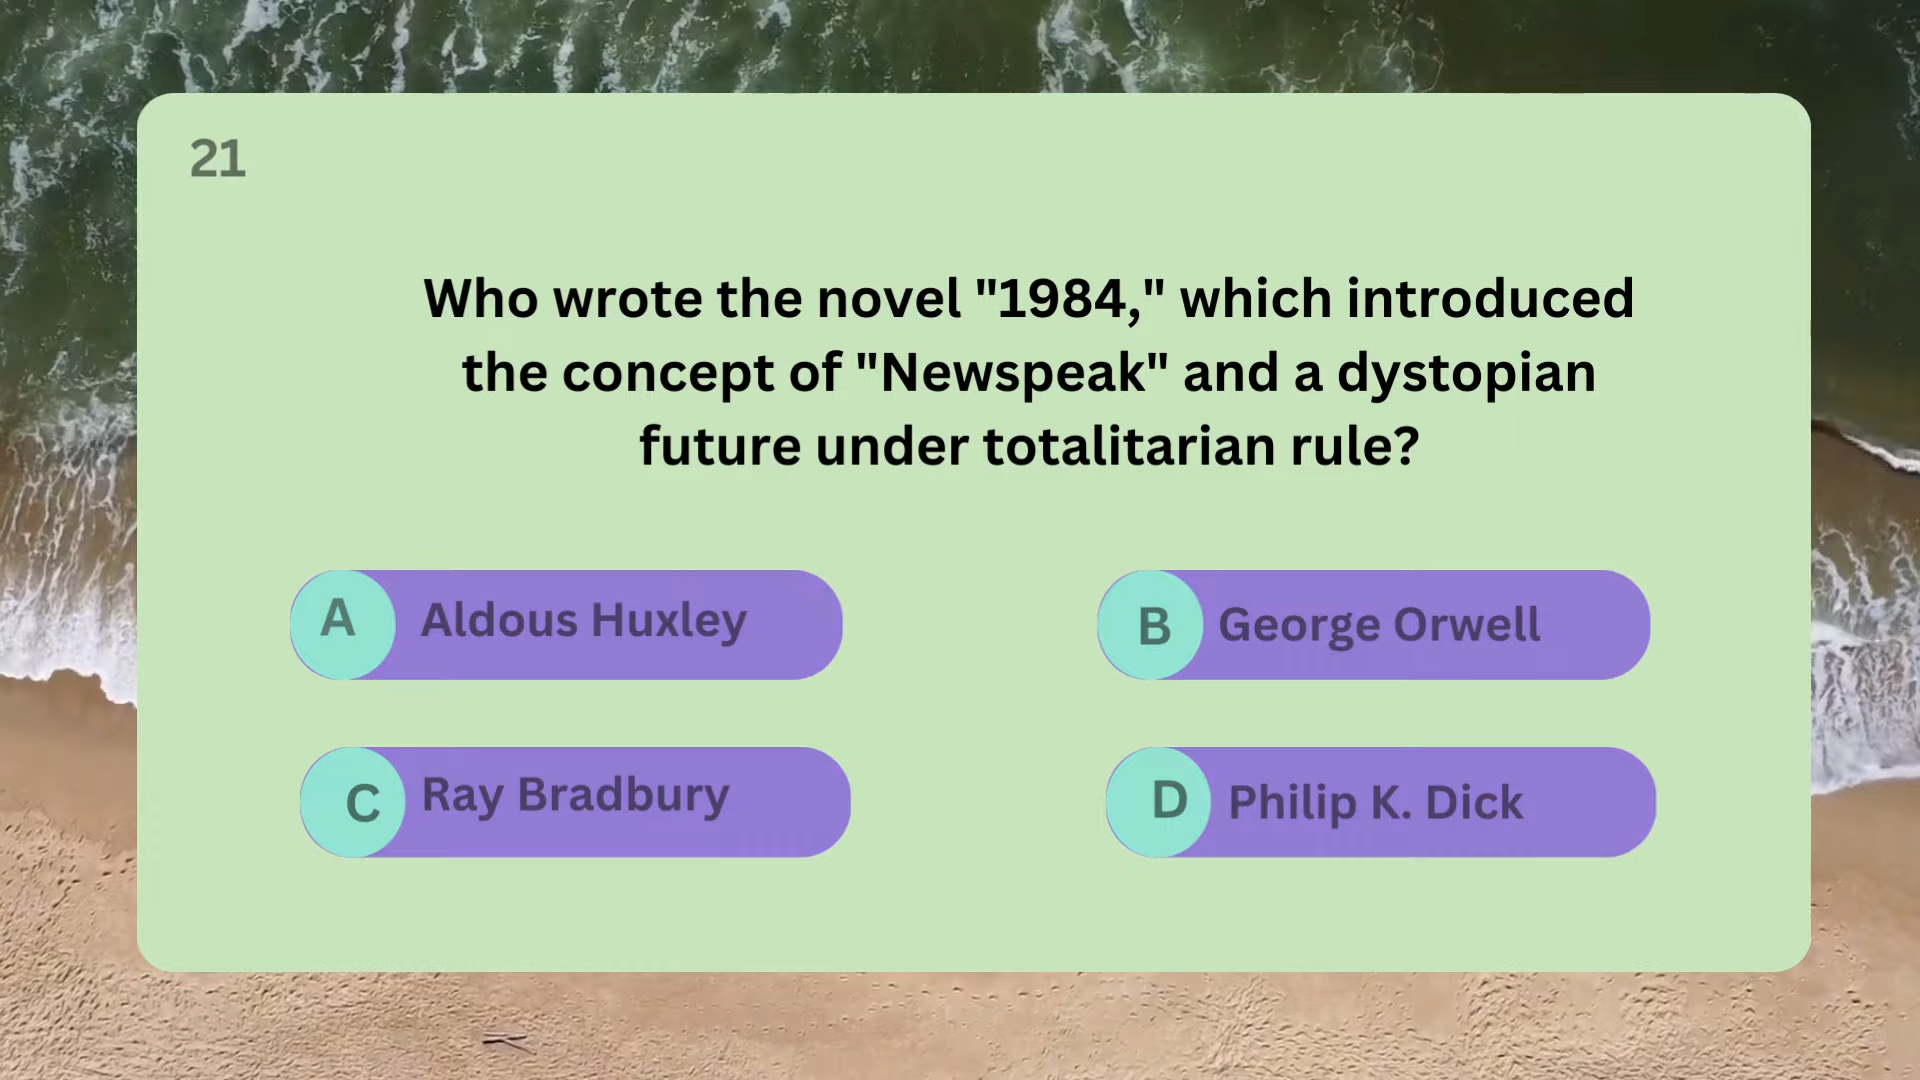 21
Who wrote the novel "1984," which introduced
the concept of "Newspeak" and a dystopian
future under totalitarian rule?
A Aldous Huxley
B George Orwell
C Ray Bradbury
D Philip K. Dick